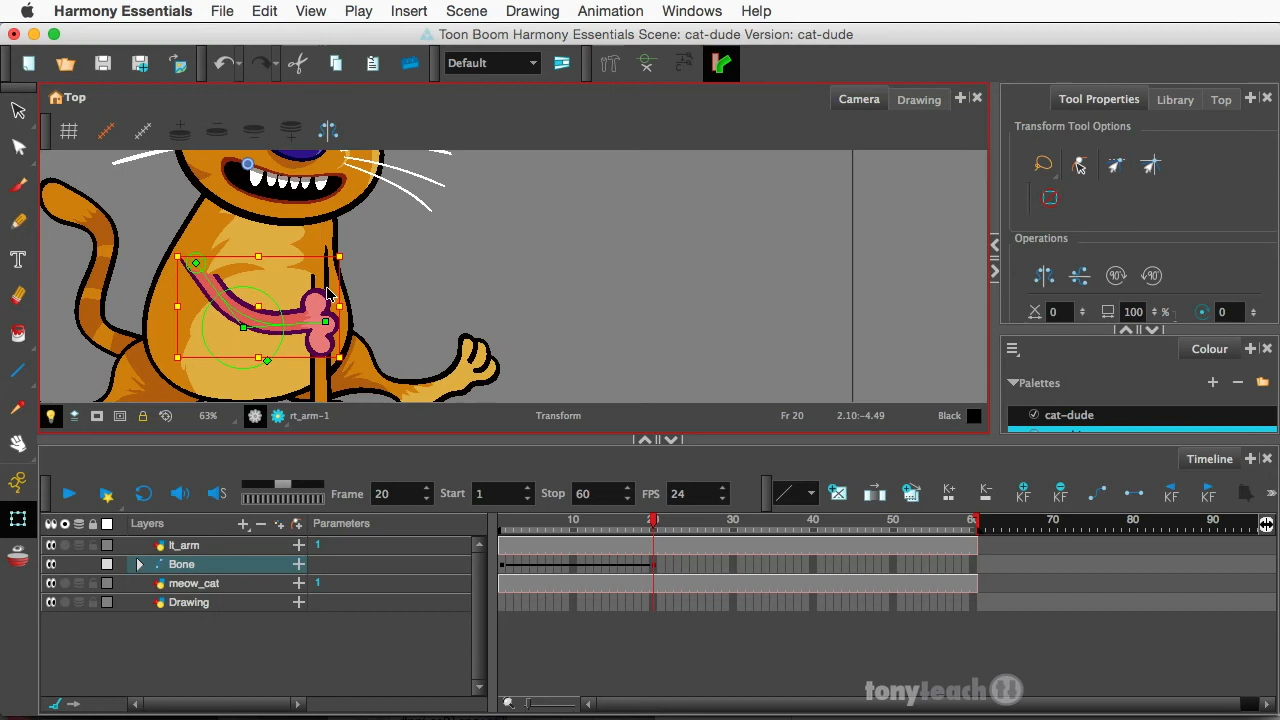 Harmony Essentials File Edit View Play Insert Scene Drawing Animation Windows Help
Toon Boom Harmony Essentials Scene: cat-dude Version: cat-dude
Default
Top
Camera
Drawing
63%
rt_arm-1
Transform
Fr 20
2.10:-4.49
Black
Tool Properties
Library
Top
Transform Tool Options
Operations
90°
90°
0
100
%
0
Colour
Palettes
cat-dude
Timeline
Frame 20 Start 1 Stop 60 FPS 24
KF
KF
KF
KF
Layers
Parameters
10 20 30 40 50 60 70 80 90
lt_arm
1
Bone
meow_cat
1
Drawing
tonyteach